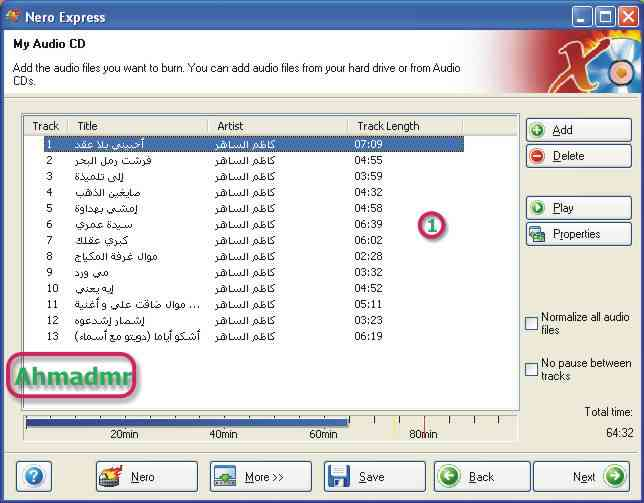 Nero Express
My Audio CD
Add the audio files you want to burn. You can add audio files from your hard drive or from Audio
CDs.
Track Title Artist Track Length
1 أحبيني بلا عقد كاظم الساهر 07:09
2 فرشت رمل البحر كاظم الساهر 04:55
3 إلى تلميذة كاظم الساهر 03:59
4 صايغين الذهب كاظم الساهر 04:32
5 إمشي بهداوة كاظم الساهر 04:58
6 سيدة عمري كاظم الساهر 06:39
7 كبري عقلك كاظم الساهر 06:02
8 موال غرفة المكياج كاظم الساهر 02:28
9 مي ورد كاظم الساهر 03:32
10 إيه يعني كاظم الساهر 04:52
11 موال ضاقت علي و أغنية ... كاظم الساهر 05:11
12 إشصار إشدعوه كاظم الساهر 03:23
13 أشكو أياما (دويتو مع أسماء) كاظم الساهر 06:19
Add
Delete
Play
Properties
1
Normalize all audio
files
No pause between
tracks
Ahmadmr
Total time:
64:32
20min 40min 60min 80min
? Nero More >> Save Back Next